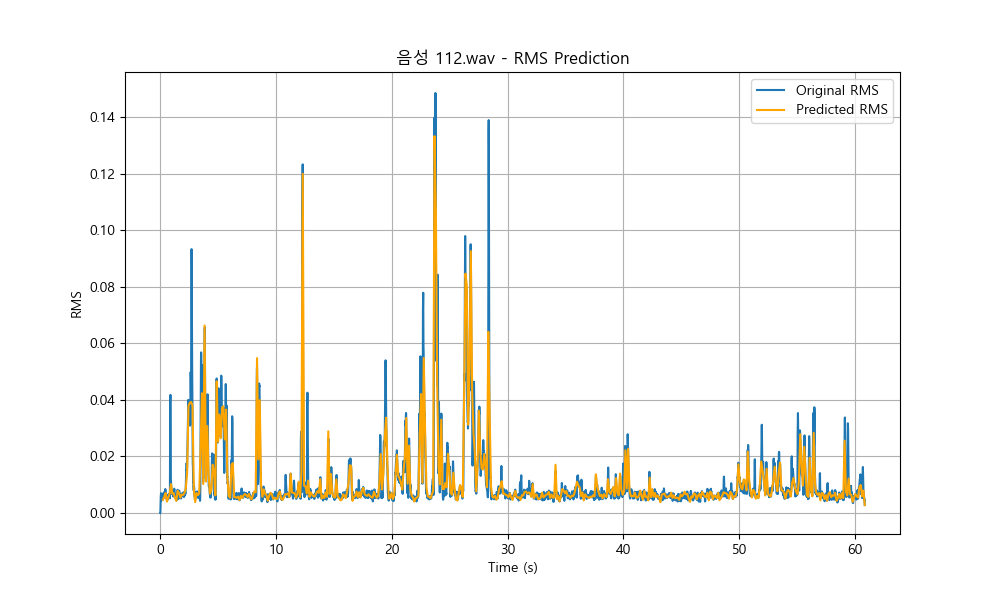 음성 112.wav - RMS Prediction
Original RMS
Predicted RMS
RMS
0.14
0.12
0.10
0.08
0.06
0.04
0.02
0.00
0 10 20 30 40 50 60
Time (s)